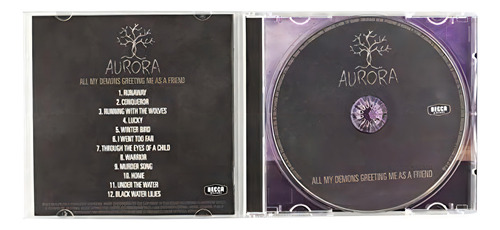 AURORA
ALL MY DEMONS GREETING ME AS A FRIEND
1. RUNAWAY
2. CONQUEROR
3. RUNNING WITH THE WOLVES
4. LUCKY
5. WINTER BIRD
6. I WENT TOO FAR
7. THROUGH THE EYES OF A CHILD
8. WARRIOR
9. MURDER SONG
10. HOME
11. UNDER THE WATER
12. BLACK WATER LILIES
DECCA
AURORA
DECCA
ALL MY DEMONS GREETING ME AS A FRIEND